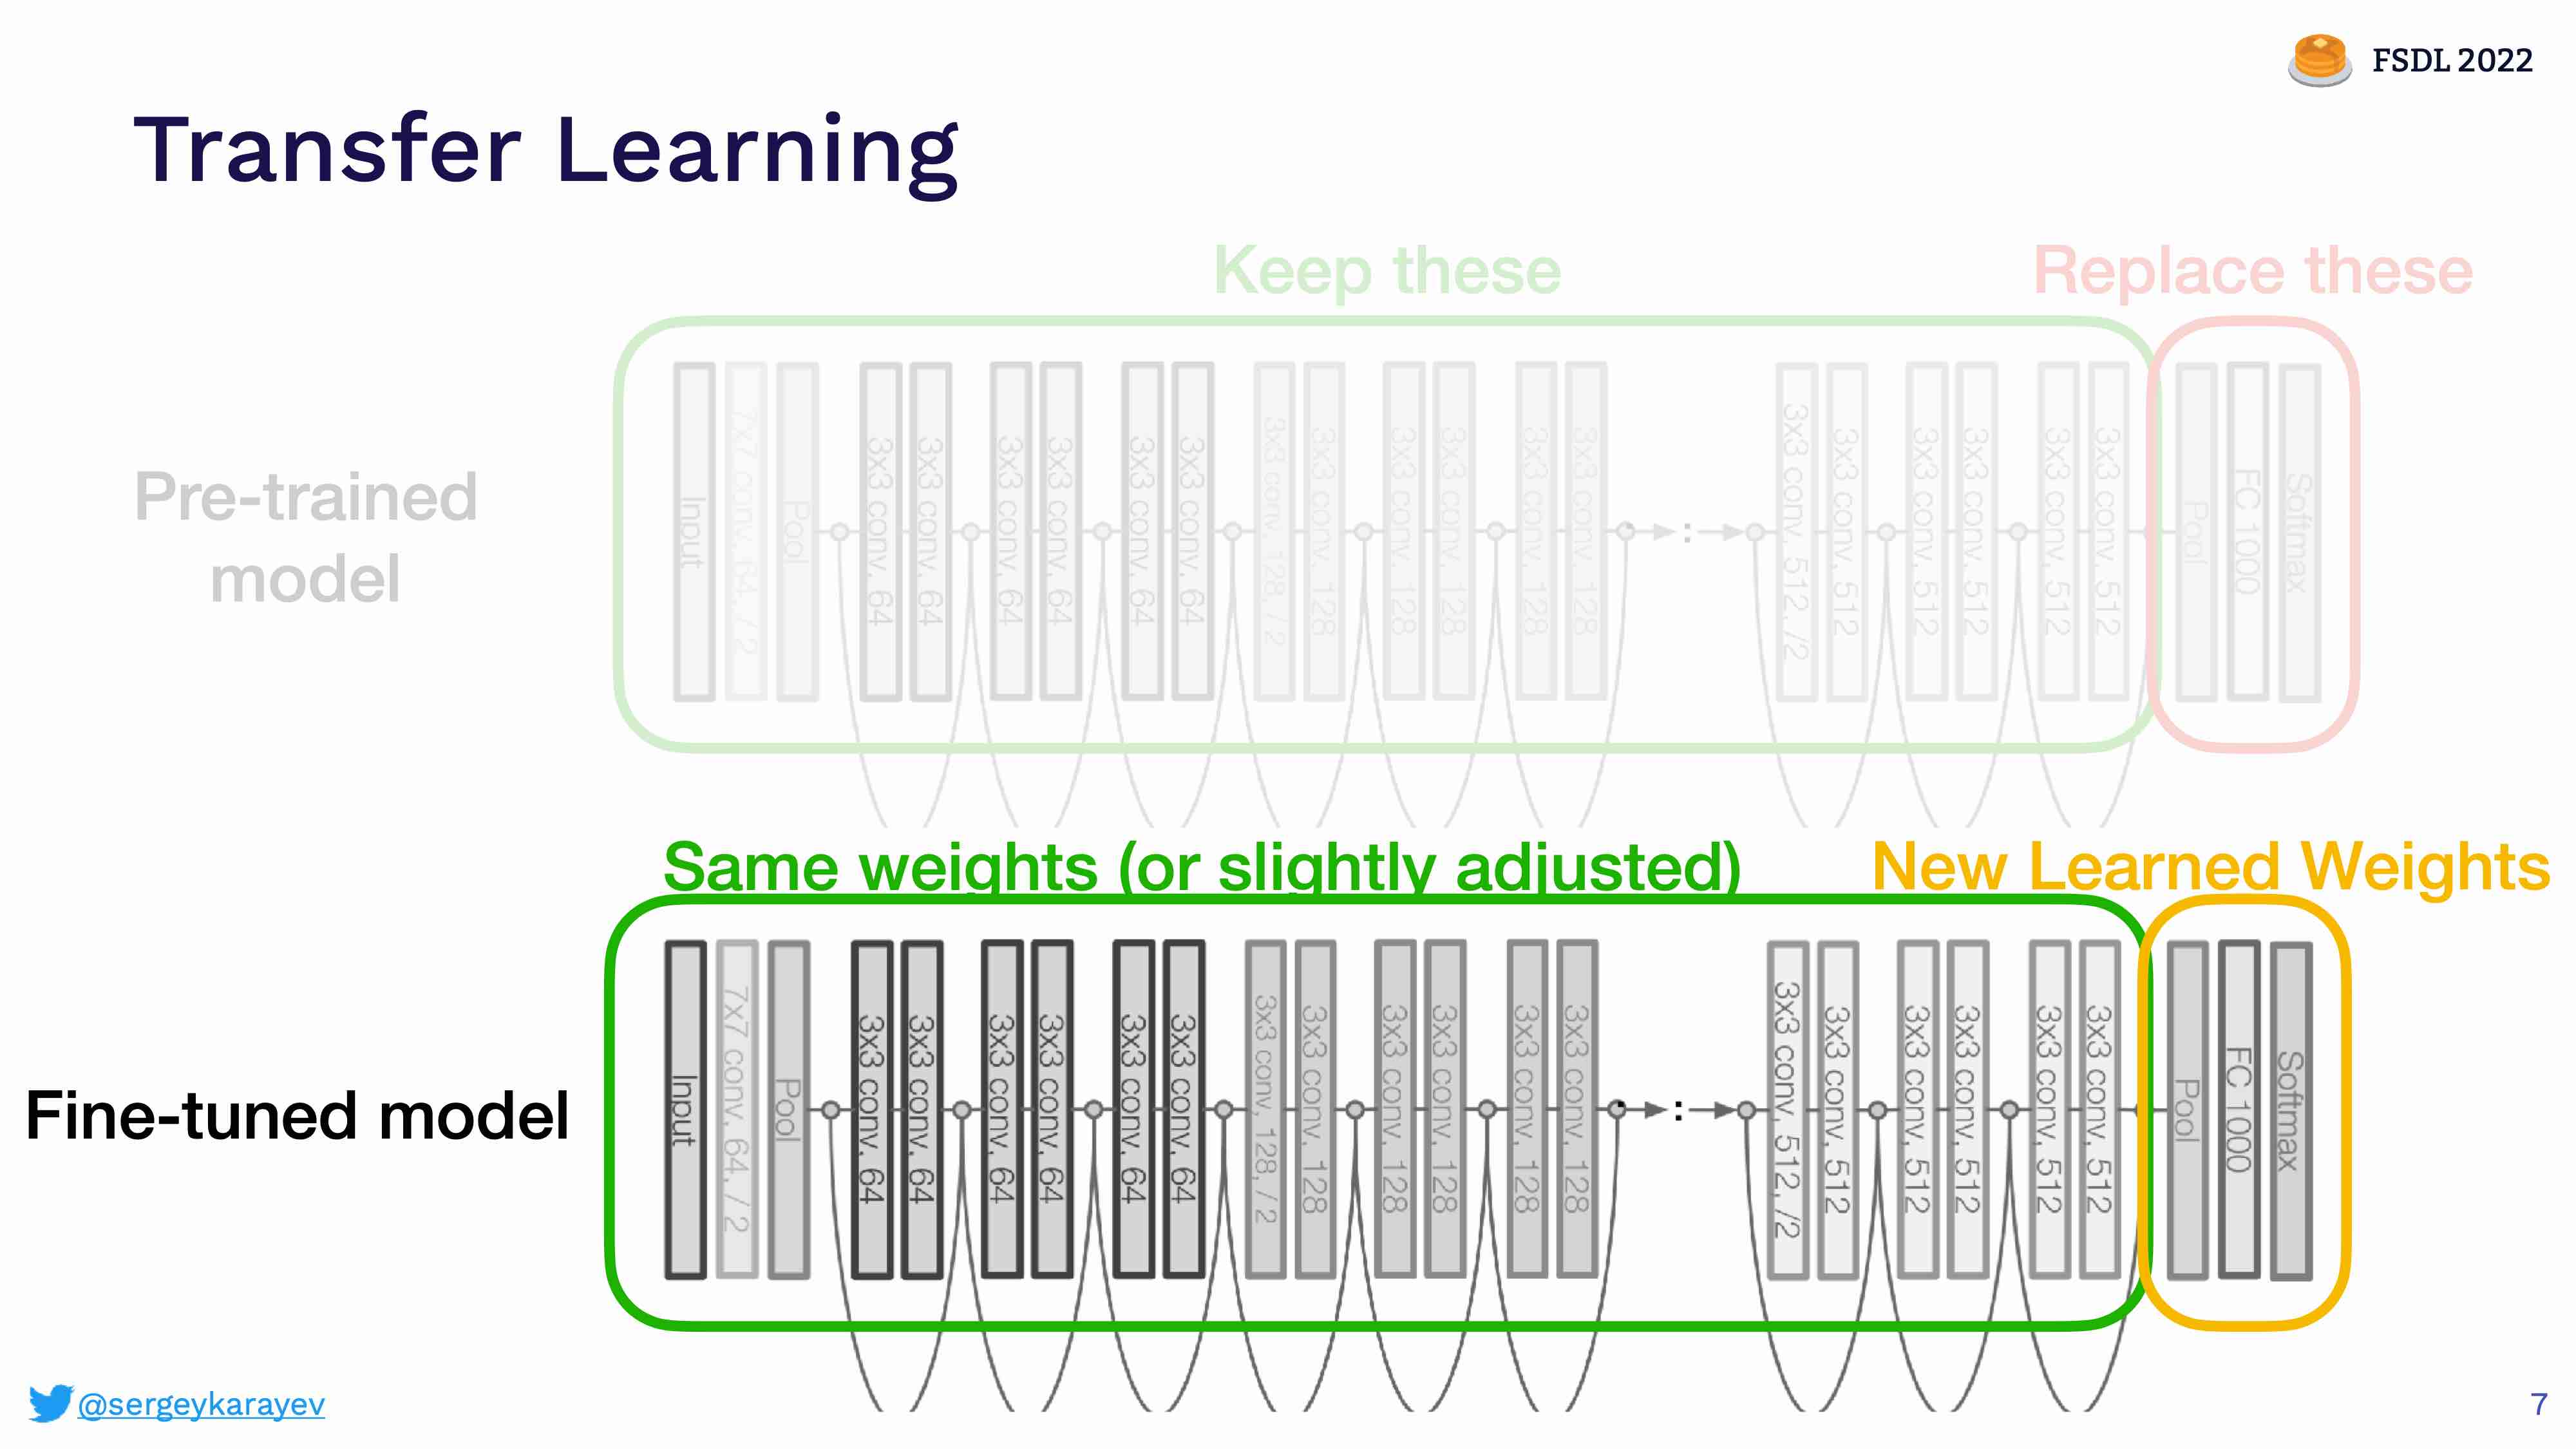 FSDL 2022
Transfer Learning
Keep these
Replace these
Pre-trained
model
Input
7x7 conv, 64, / 2
Pool
3x3 conv, 64
3x3 conv, 64
3x3 conv, 64
3x3 conv, 64
3x3 conv, 64
3x3 conv, 64
3x3 conv, 128, / 2
3x3 conv, 128
3x3 conv, 128
3x3 conv, 128
3x3 conv, 128
3x3 conv, 128
:
3x3 conv, 512, /2
3x3 conv, 512
3x3 conv, 512
3x3 conv, 512
3x3 conv, 512
3x3 conv, 512
Pool
FC 1000
Softmax
Same weights (or slightly adjusted)
New Learned Weights
Fine-tuned model
Input
7x7 conv, 64, / 2
Pool
3x3 conv, 64
3x3 conv, 64
3x3 conv, 64
3x3 conv, 64
3x3 conv, 64
3x3 conv, 64
3x3 conv, 128, / 2
3x3 conv, 128
3x3 conv, 128
3x3 conv, 128
3x3 conv, 128
3x3 conv, 128
:
3x3 conv, 512, /2
3x3 conv, 512
3x3 conv, 512
3x3 conv, 512
3x3 conv, 512
3x3 conv, 512
Pool
FC 1000
Softmax
@sergeykarayev
7